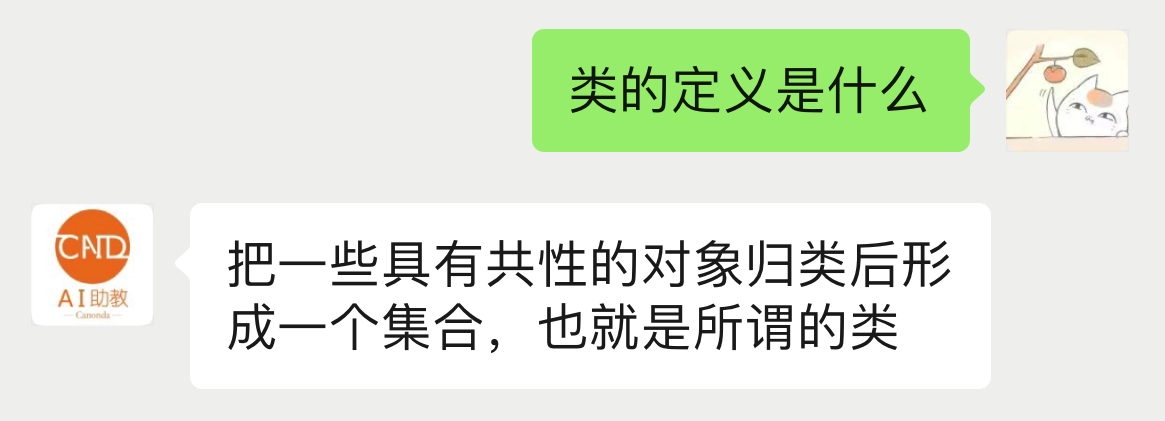 类的定义是什么
CND
AI助教
Canonda
把一些具有共性的对象归类后形
成一个集合，也就是所谓的类